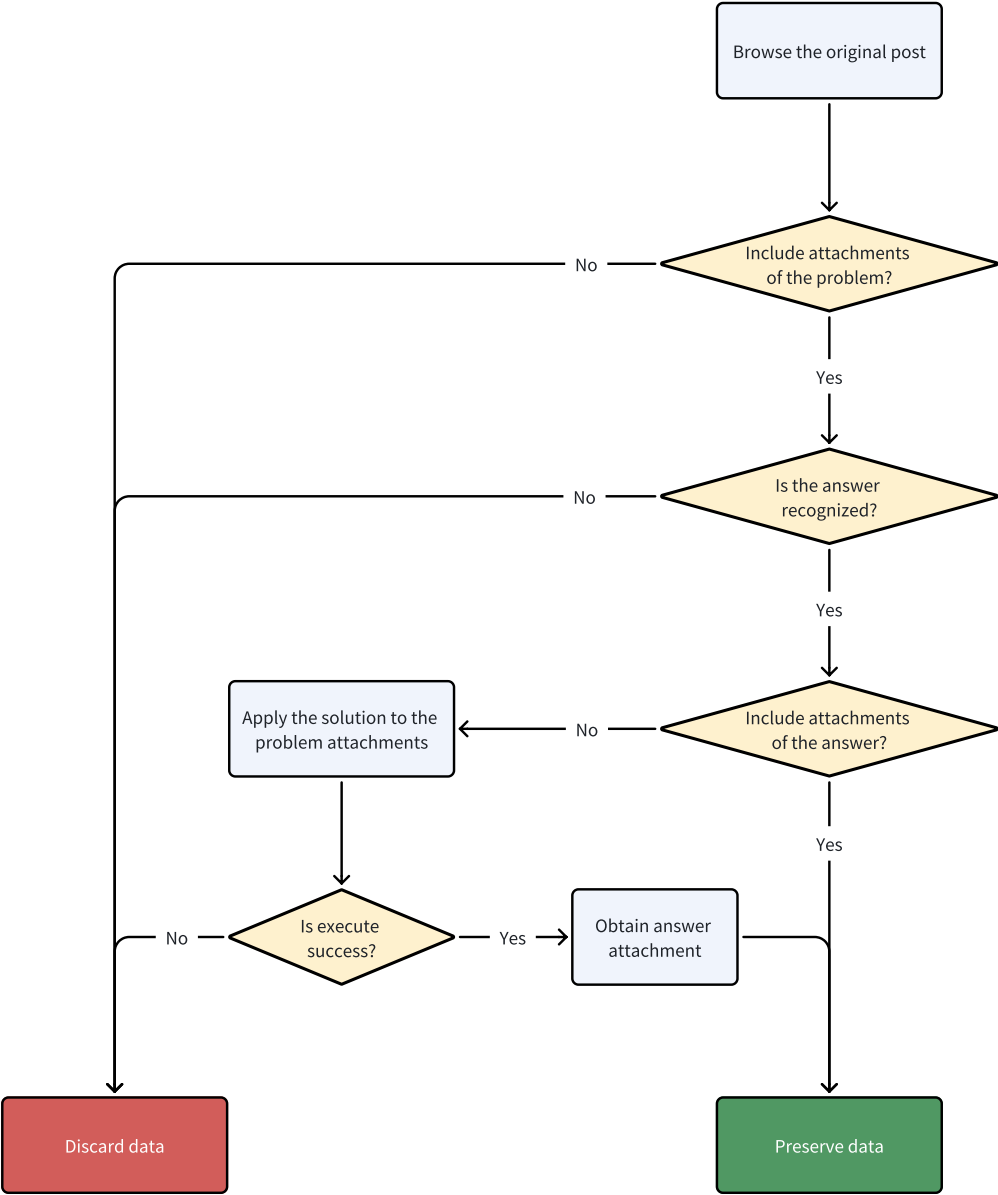 Browse the original post
Include attachments
of the problem?
No
Yes
Is the answer
recognized?
No
Yes
Include attachments
of the answer?
No
Apply the solution to the
problem attachments
Yes
Is execute
success?
No
Yes
Obtain answer
attachment
Discard data
Preserve data